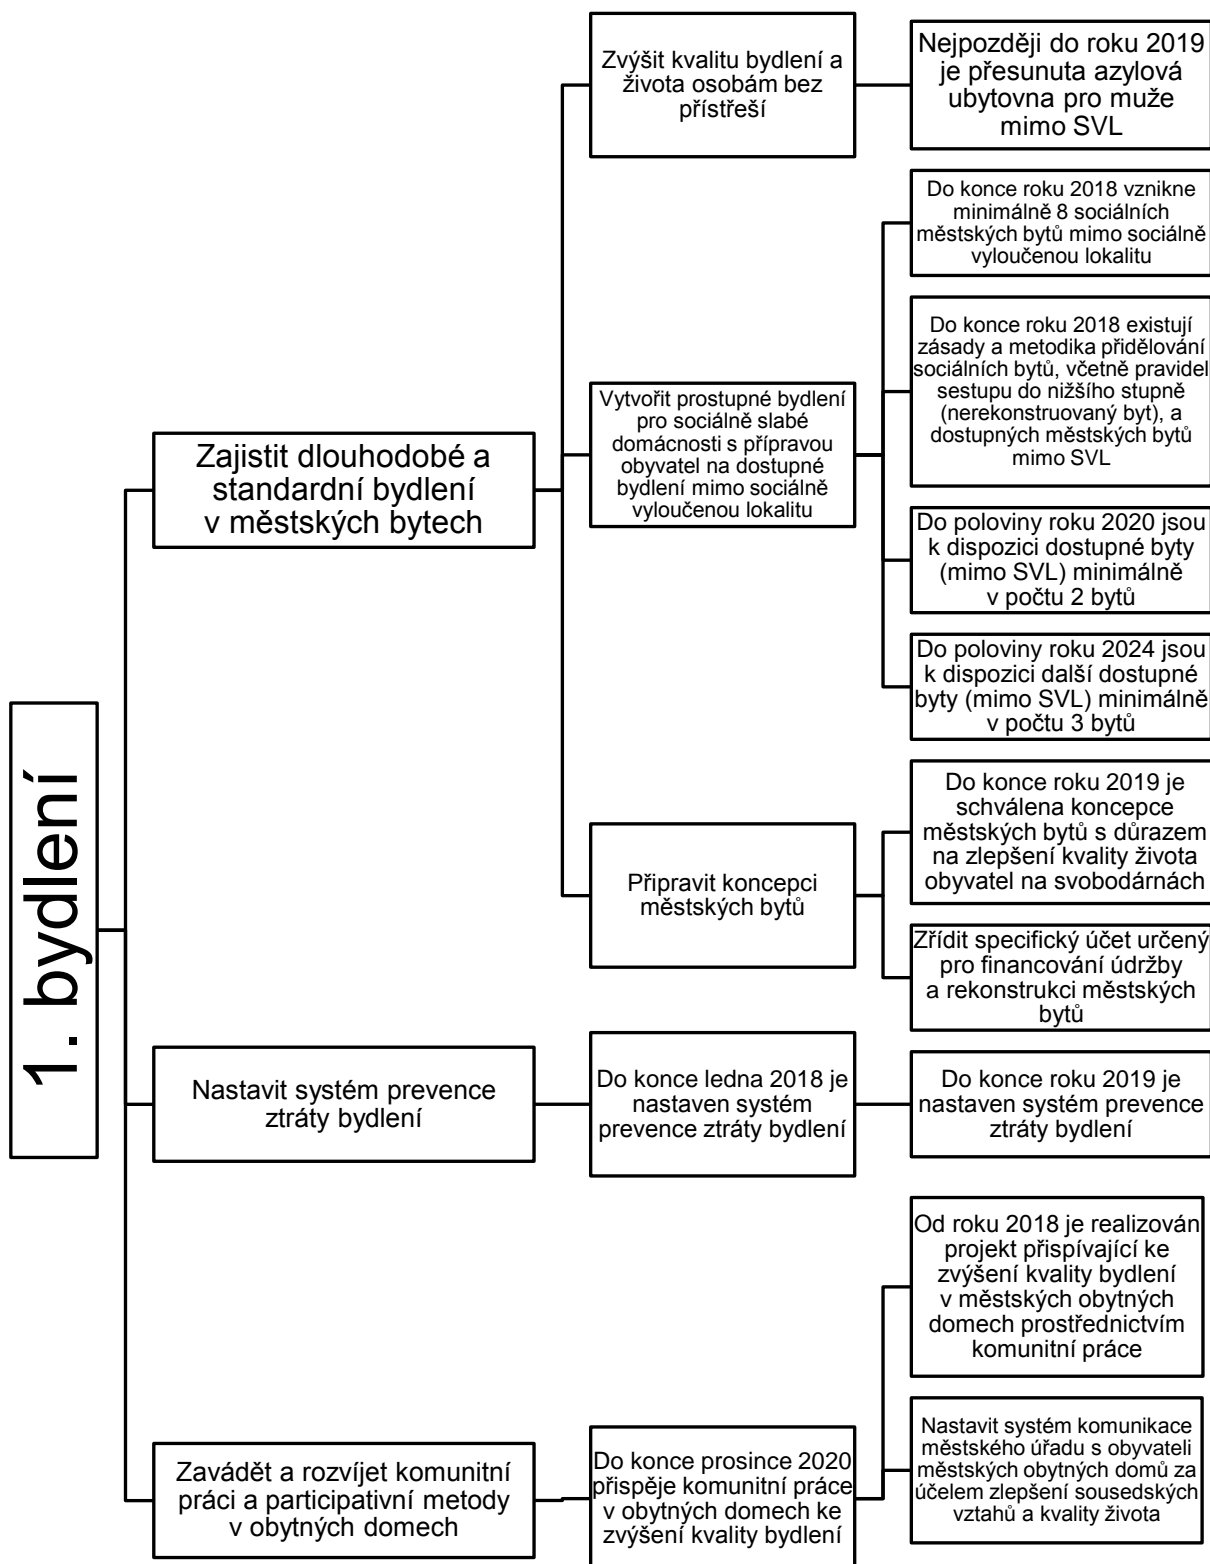 1. bydlení
Zajistit dlouhodobé a
standardní bydlení
v městských bytech
Zvýšit kvalitu bydlení a
života osobám bez
přístřeší
Nejpozději do roku 2019
je přesunuta azylová
ubytovna pro muže
mimo SVL
Vytvořit prostupné bydlení
pro sociálně slabé
domácnosti s přípravou
obyvatel na dostupné
bydlení mimo sociálně
vyloučenou lokalitu
Do konce roku 2018 vznikne
minimálně 8 sociálních
městských bytů mimo sociálně
vyloučenou lokalitu
Do konce roku 2018 existují
zásady a metodika přidělování
sociálních bytů, včetně pravidel
sestupu do nižšího stupně
(nerekonstruovaný byt), a
dostupných městských bytů
mimo SVL
Do poloviny roku 2020 jsou
k dispozici dostupné byty
(mimo SVL) minimálně
v počtu 2 bytů
Do poloviny roku 2024 jsou
k dispozici další dostupné
byty (mimo SVL) minimálně
v počtu 3 bytů
Připravit koncepci
městských bytů
Do konce roku 2019 je
schválena koncepce
městských bytů s důrazem
na zlepšení kvality života
obyvatel na svobodárnách
Zřídit specifický účet určený
pro financování údržby
a rekonstrukci městských
bytů
Nastavit systém prevence
ztráty bydlení
Do konce ledna 2018 je
nastaven systém
prevence ztráty bydlení
Do konce roku 2019 je
nastaven systém prevence
ztráty bydlení
Zavádět a rozvíjet komunitní
práci a participativní metody
v obytných domech
Do konce prosince 2020
přispěje komunitní práce
v obytných domech ke
zvýšení kvality bydlení
Od roku 2018 je realizován
projekt přispívající ke
zvýšení kvality bydlení
v městských obytných
domech prostřednictvím
komunitní práce
Nastavit systém komunikace
městského úřadu s obyvateli
městských obytných domů za
účelem zlepšení sousedských
vztahů a kvality života